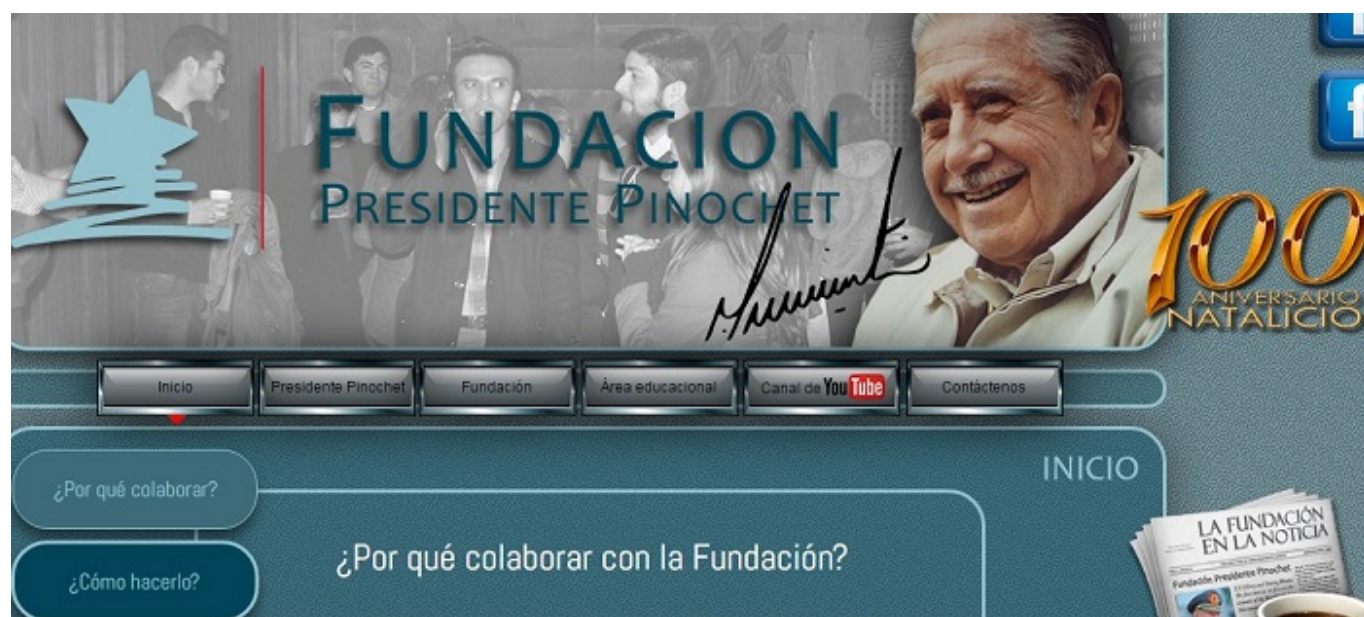 FUNDACION
PRESIDENTE PINOCHET
100
ANIVERSARIO
NATALICIO
Inicio
Presidente Pinochet
Fundación
Área educacional
Canal de YouTube
Contáctenos
INICIO
¿Por qué colaborar?
¿Por qué colaborar con la Fundación?
¿Cómo hacerlo?
LA FUNDACIÓN
EN LA NOTICIA
Fundación Presidente Pinochet